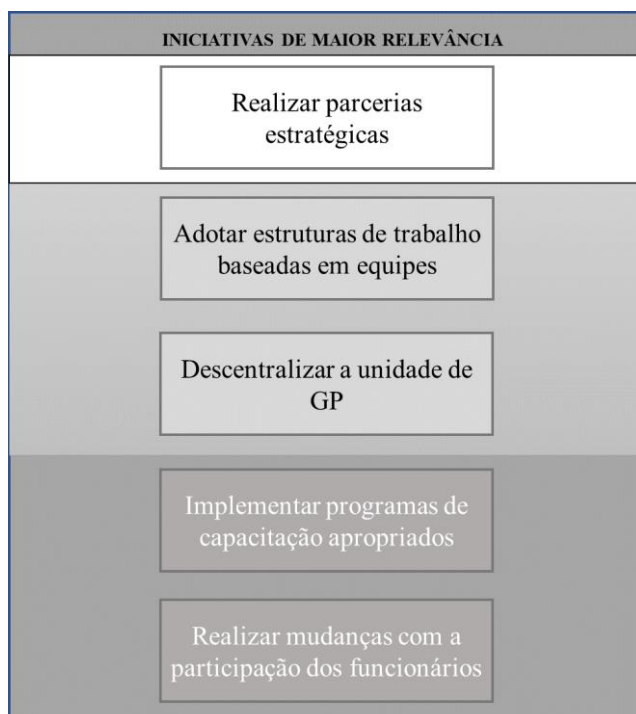 INICIATIVAS DE MAIOR RELEVÂNCIA
Realizar parcerias
estratégicas
Adotar estruturas de trabalho
baseadas em equipes
Descentralizar a unidade de
GP
Implementar programas de
capacitação apropriados
Realizar mudanças com a
participação dos funcionários